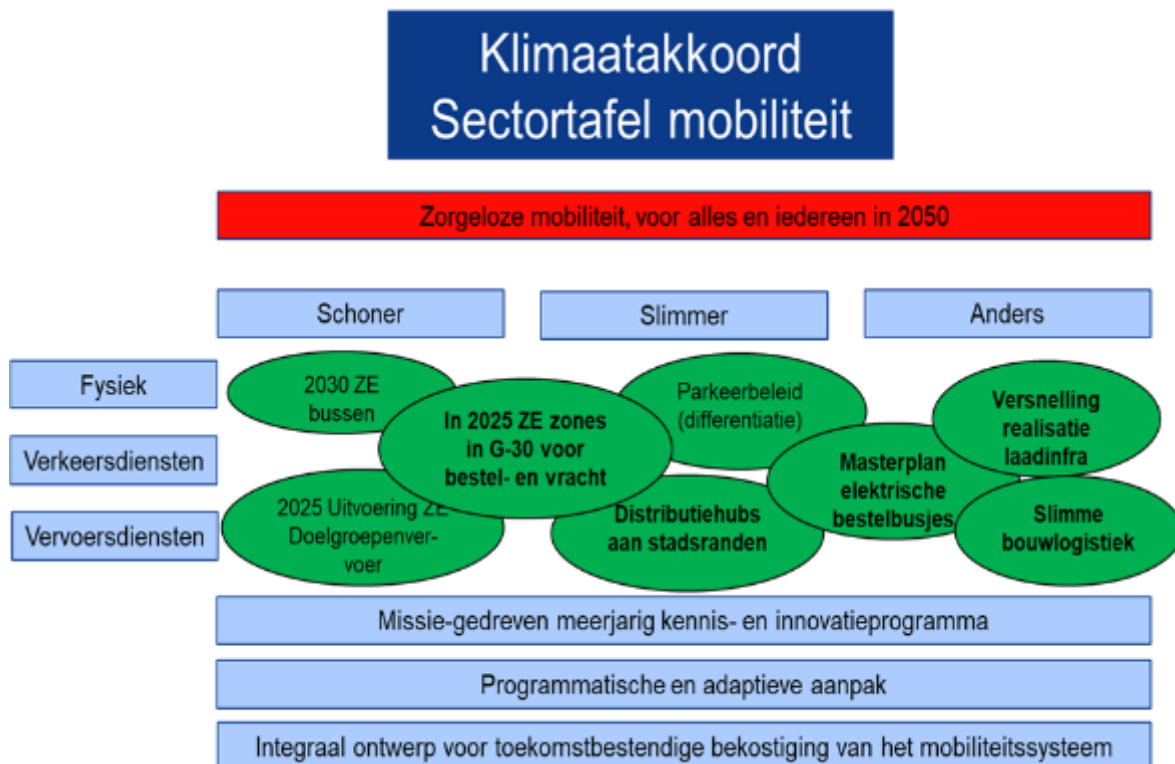 Klimaatakkoord
Sectortafel mobiliteit
Zorgeloze mobiliteit, voor alles en iedereen in 2050
Schoner
Slimmer
Anders
Fysiek
Verkeersdiensten
Vervoersdiensten
2030 ZE
bussen
In 2025 ZE zones
in G-30 voor
bestel- en vracht
2025 Uitvoering ZE
Doelgroepenver-
voer
Parkeerbeleid
(differentiatie)
Distributiehubs
aan stadsranden
Masterplan
elektrische
bestelbusjes
Versnelling
realisatie
laadinfra
Slimme
bouwlogistiek
Missie-gedreven meerjarig kennis- en innovatieprogramma
Programmatische en adaptieve aanpak
Integraal ontwerp voor toekomstbestendige bekostiging van het mobiliteitssysteem